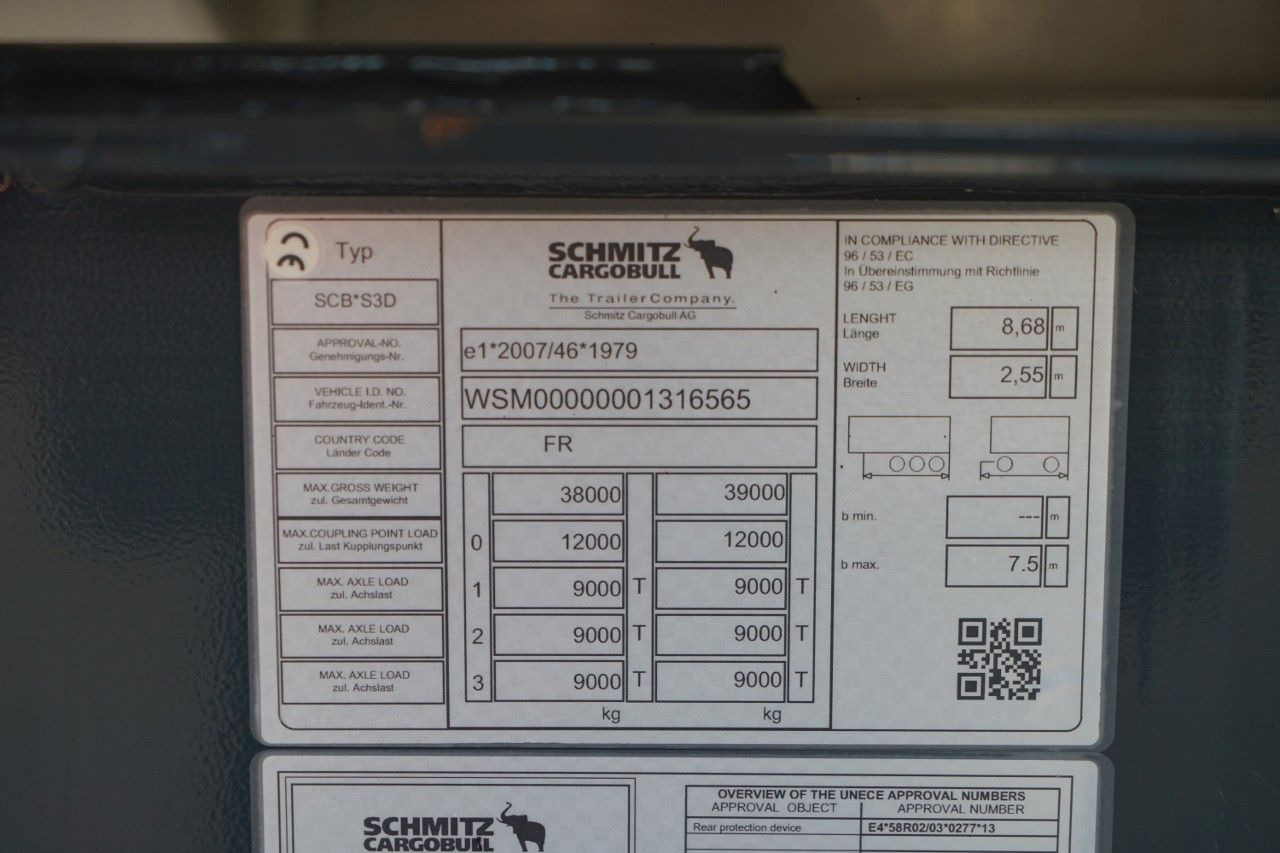 Typ
SCB*S3D
APPROVAL-NO.
Genehmigungs-Nr.
VEHICLE I.D. NO.
Fahrzeug-Ident.-Nr.
COUNTRY CODE
Länder Code
MAX.GROSS WEIGHT
zul. Gesamtgewicht
MAX.COUPLING POINT LOAD
zul. Last Kupplungspunkt
MAX. AXLE LOAD
zul. Achslast
MAX. AXLE LOAD
zul. Achslast
MAX. AXLE LOAD
zul. Achslast
SCHMITZ
CARGOBULL
The TrailerCompany.
Schmitz Cargobull AG
e1*2007/46*1979
WSM00000001316565
FR
38000 39000
0 12000 12000
1 9000 T 9000 T
2 9000 T 9000 T
3 9000 T 9000 T
kg kg
IN COMPLIANCE WITH DIRECTIVE
96 / 53 / EC
In Übereinstimmung mit Richtlinie
96 / 53 / EG
LENGHT
Länge
8,68 m
WIDTH
Breite
2,55 m
b min. --- m
b max. 7.5 m
SCHMITZ
CARGOBULL
OVERVIEW OF THE UNECE APPROVAL NUMBERS
APPROVAL OBJECT APPROVAL NUMBER
Rear protection device E4*58R02/03*0277*13